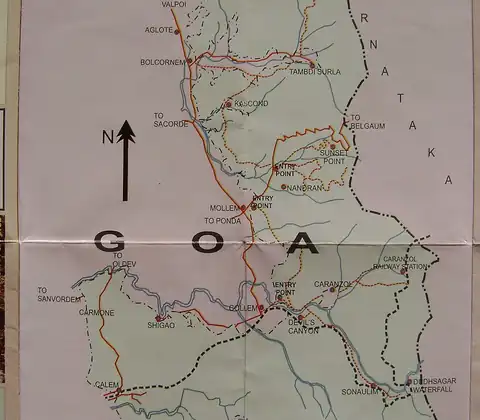 VALPOI
AGLOTE
BOLCORNEM
TAMBDI SURLA
KASCOND
TO
SACORDE
TO
BELGAUM
N
SUNSET
POINT
ENTRY
POINT
NANDRAN
MOLLEM
ENTRY
POINT
TO PONDA
RNATAKA
GOA
TO
OLDEV
CARANZOL
RAILWAY STATION
TO
SANVORDEM
CARMONE
ENTRY
POINT
CARANZOL
COLLEM
SHIGAO
DEVIL'S
CANYON
CALEM
SONAULIM
DUDHSAGAR
WATERFALL